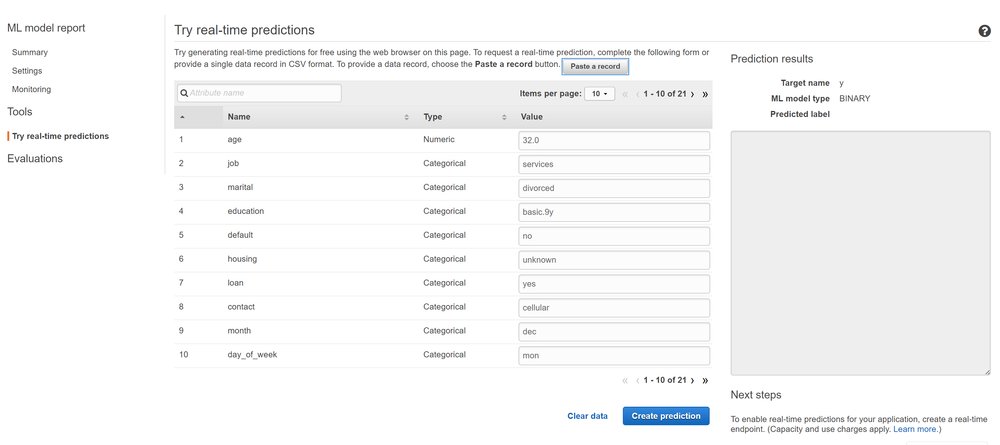 ML model report
Summary
Settings
Monitoring
Tools
Try real-time predictions
Evaluations
Try real-time predictions
Try generating real-time predictions for free using the web browser on this page. To request a real-time prediction, complete the following form or
provide a single data record in CSV format. To provide a data record, choose the Paste a record button. Paste a record
Attribute name
Items per page: 10 « ‹ 1 - 10 of 21 › »
Name Type Value
1 age Numeric 32.0
2 job Categorical services
3 marital Categorical divorced
4 education Categorical basic.9y
5 default Categorical no
6 housing Categorical unknown
7 loan Categorical yes
8 contact Categorical cellular
9 month Categorical dec
10 day_of_week Categorical mon
« ‹ 1 - 10 of 21 › »
Clear data Create prediction
?
Prediction results
Target name y
ML model type BINARY
Predicted label
Next steps
To enable real-time predictions for your application, create a real-time
endpoint. (Capacity and use charges apply. Learn more.)